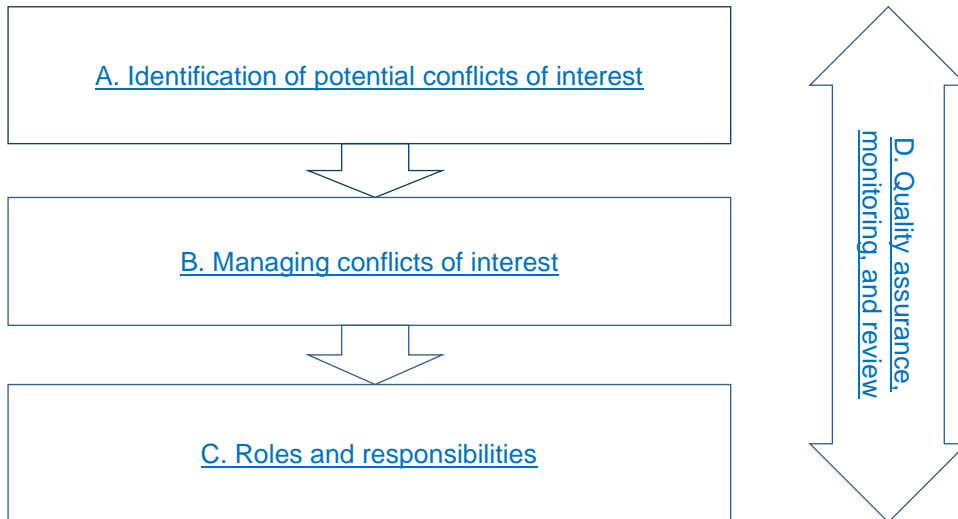 A. Identification of potential conflicts of interest
B. Managing conflicts of interest
C. Roles and responsibilities
D. Quality assurance,
monitoring, and review